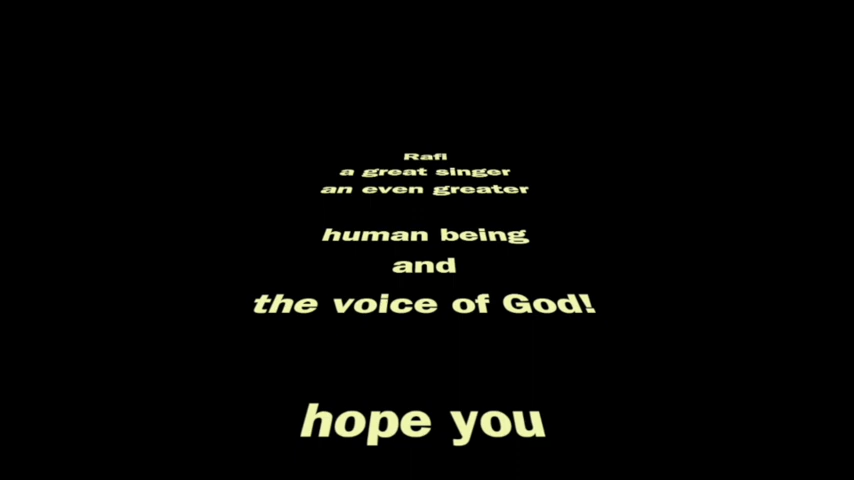 Rafi
a great singer
an even greater
human being
and
the voice of God!
hope you